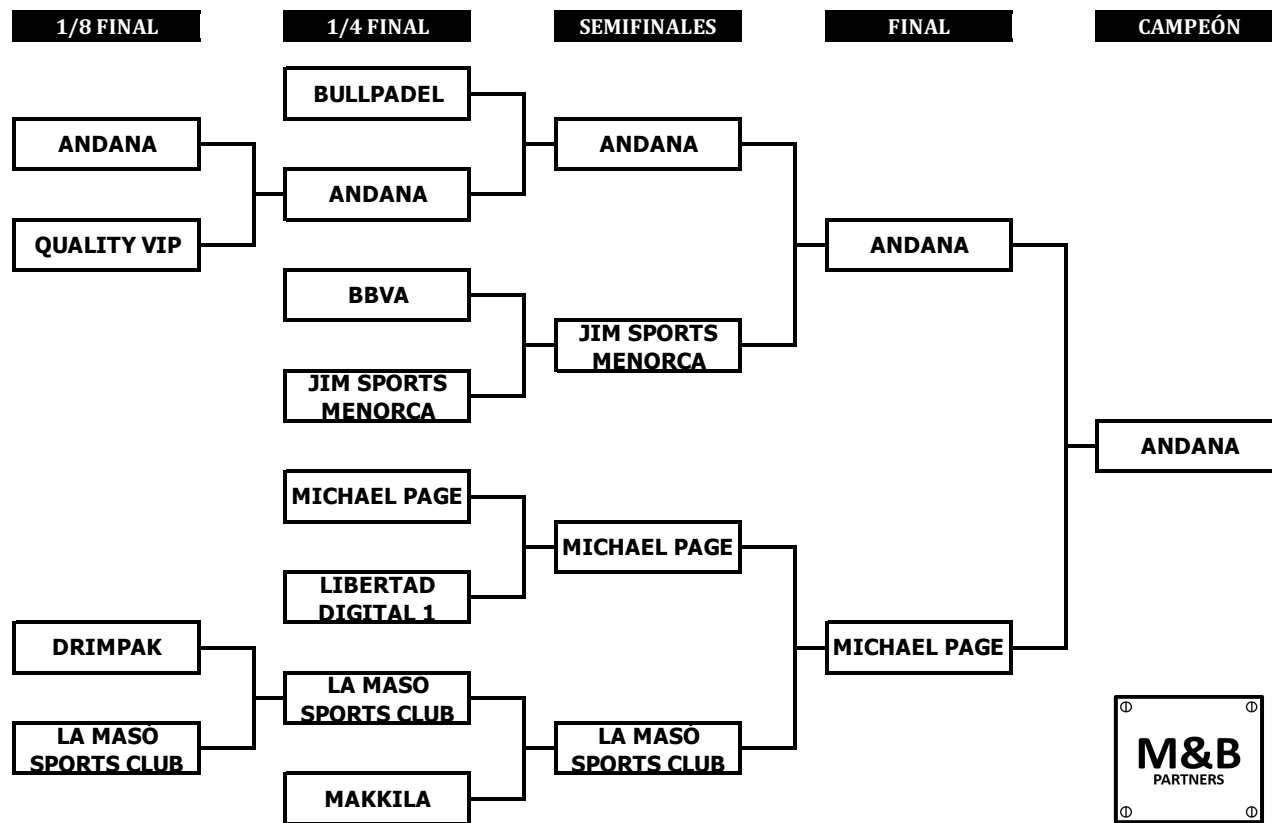 1/8 FINAL
1/4 FINAL
SEMIFINALES
FINAL
CAMPEÓN
BULLPADEL
ANDANA
ANDANA
ANDANA
QUALITY VIP
ANDANA
BBVA
JIM SPORTS
MENORCA
JIM SPORTS
MENORCA
ANDANA
MICHAEL PAGE
MICHAEL PAGE
LIBERTAD
DIGITAL 1
DRIMPAK
MICHAEL PAGE
LA MASO
SPORTS CLUB
LA MASÓ
SPORTS CLUB
LA MASÓ
SPORTS CLUB
MAKKILA
M&B
PARTNERS